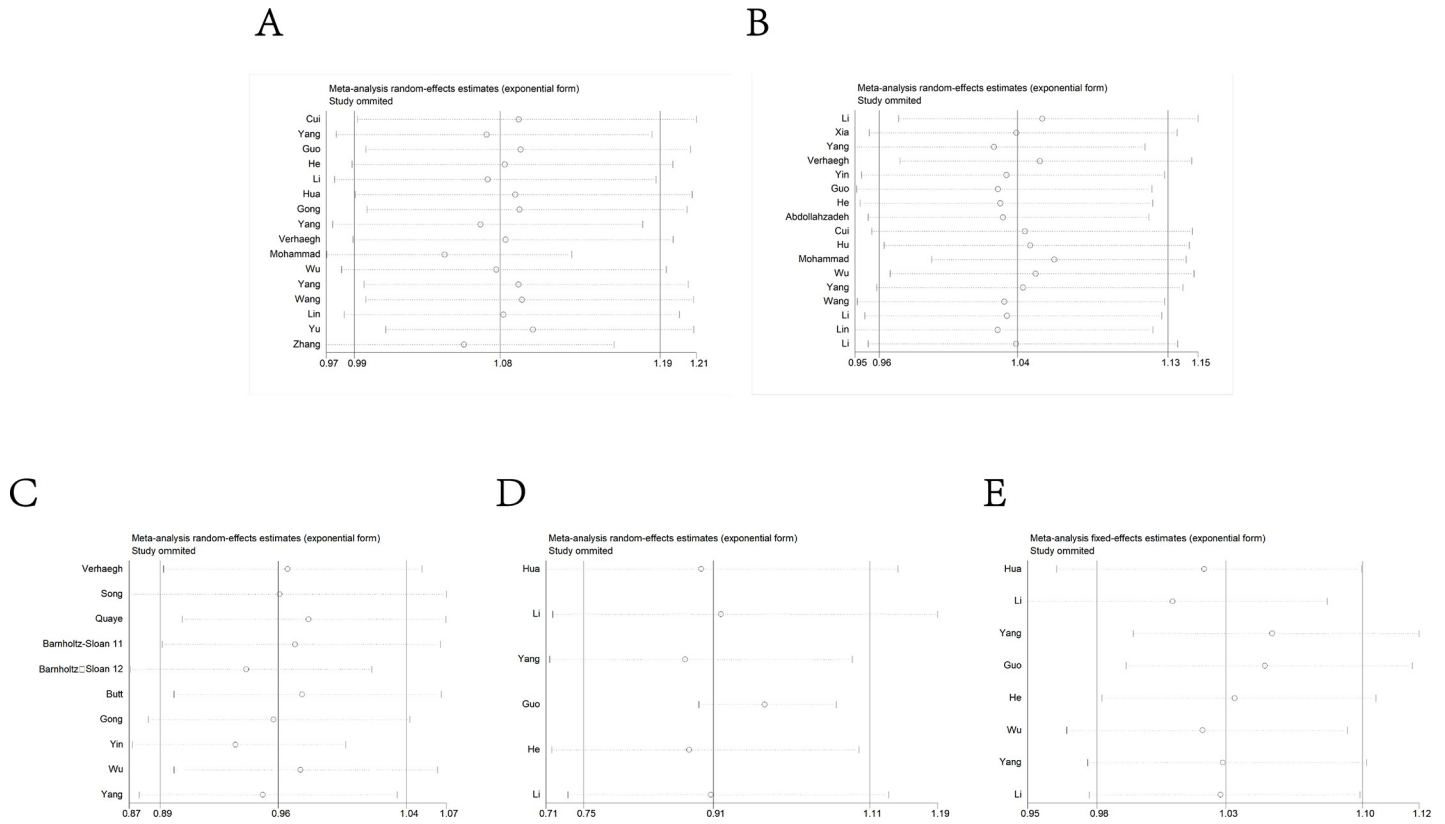 A
Meta-analysis random-effects estimates (exponential form)
Study ommited
Cui
Yang
Guo
He
Li
Hua
Gong
Yang
Verhaegh
Mohammad
Wu
Yang
Wang
Lin
Yu
Zhang
0.97 0.99 1.08 1.19 1.21
B
Meta-analysis random-effects estimates (exponential form)
Study ommited
Li
Xia
Yang
Verhaegh
Yin
Guo
He
Abdollahzadeh
Cui
Hu
Mohammad
Wu
Yang
Wang
Li
Lin
Li
0.95 0.96 1.04 1.13 1.15
C
Meta-analysis random-effects estimates (exponential form)
Study ommited
Verhaegh
Song
Quaye
Barnholtz-Sloan 11
Barnholtz□Sloan 12
Butt
Gong
Yin
Wu
Yang
0.87 0.89 0.96 1.04 1.07
D
Meta-analysis random-effects estimates (exponential form)
Study ommited
Hua
Li
Yang
Guo
He
Li
0.71 0.75 0.91 1.11 1.19
E
Meta-analysis fixed-effects estimates (exponential form)
Study ommited
Hua
Li
Yang
Guo
He
Wu
Yang
Li
0.95 0.98 1.03 1.10 1.12